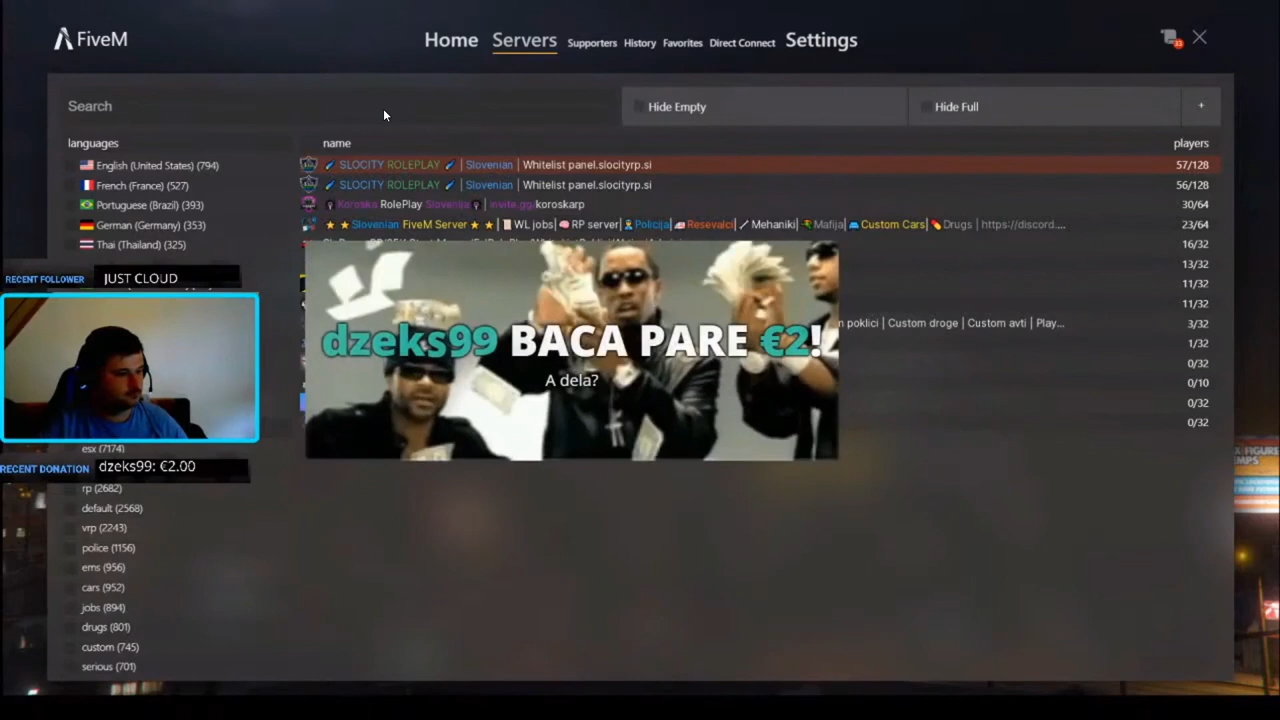 FiveM
Home Servers Supporters History Favorites Direct Connect Settings
33
Search
Hide Empty
Hide Full
+
languages
name
players
English (United States) (794)
SLOCITY ROLEPLAY | Slovenian | Whitelist panel.slocityrp.si
57/128
French (France) (527)
SLOCITY ROLEPLAY | Slovenian | Whitelist panel.slocityrp.si
56/128
Portuguese (Brazil) (393)
Koroska RolePlay Slovenija | invite.gg/koroskarp
30/64
German (Germany) (353)
Slovenian FiveM Server | WL jobs| RP server| Policija| Resevalci| Mehaniki| Mafija| Custom Cars| Drugs | https://discord....
23/64
Thai (Thailand) (325)
16/32
13/32
RECENT FOLLOWER JUST CLOUD
11/32
11/32
n poklici | Custom droge | Custom avti | Play...
3/32
dzeks99 BACA PARE €2!
1/32
A dela?
0/32
0/10
0/32
0/32
esx (7174)
RECENT DONATION dzeks99: €2.00
rp (2682)
default (2568)
vrp (2243)
police (1156)
ems (956)
cars (952)
jobs (894)
drugs (801)
custom (745)
serious (701)